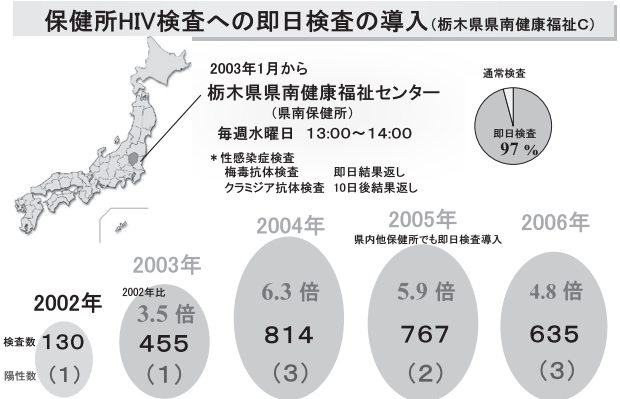 保健所HIV検査への即日検査の導入（栃木県県南健康福祉C）
2003年1月から
栃木県県南健康福祉センター
（県南保健所）
毎週水曜日 13:00～14:00
＊性感染症検査
梅毒抗体検査 即日結果返し
クラミジア抗体検査 10日後結果返し
通常検査
即日検査
97 %
2002年
検査数 130
陽性数 （1）
2003年
2002年比
3.5 倍
455
（1）
2004年
6.3 倍
814
（3）
2005年
県内他保健所でも即日検査導入
5.9 倍
767
（2）
2006年
4.8 倍
635
（3）